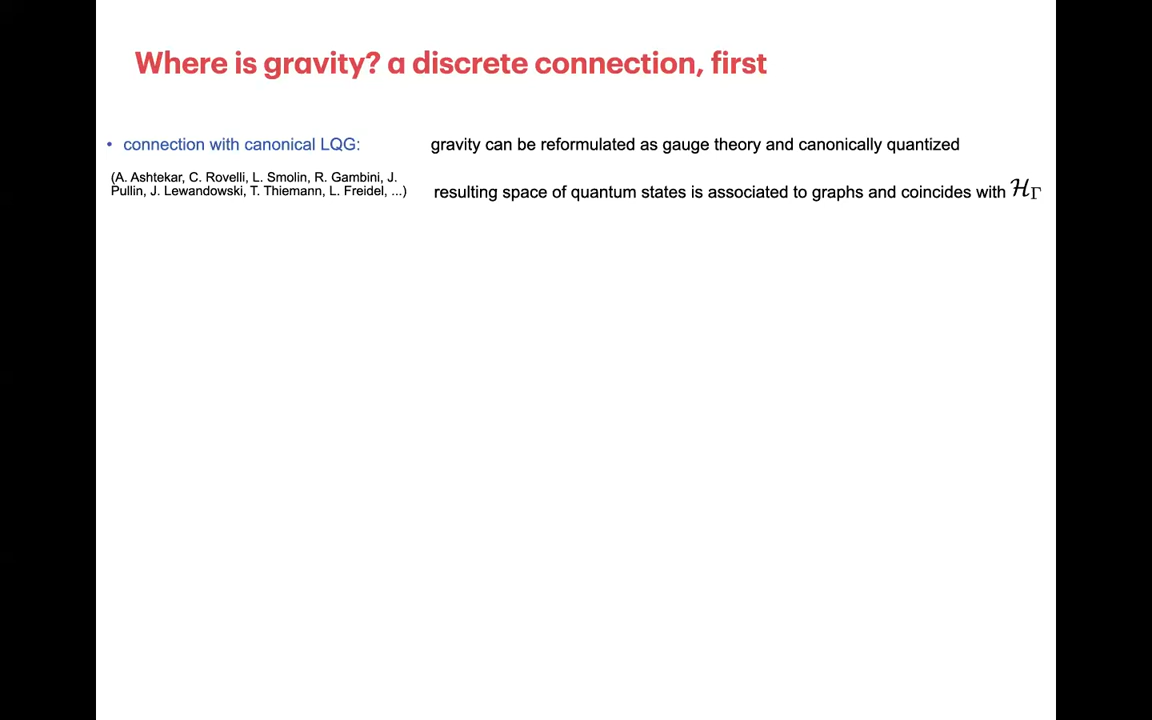 Where is gravity? a discrete connection, first
• connection with canonical LQG:
gravity can be reformulated as gauge theory and canonically quantized
(A. Ashtekar, C. Rovelli, L. Smolin, R. Gambini, J.
Pullin, J. Lewandowski, T. Thiemann, L. Freidel, ...)
resulting space of quantum states is associated to graphs and coincides with ℋ_Γ